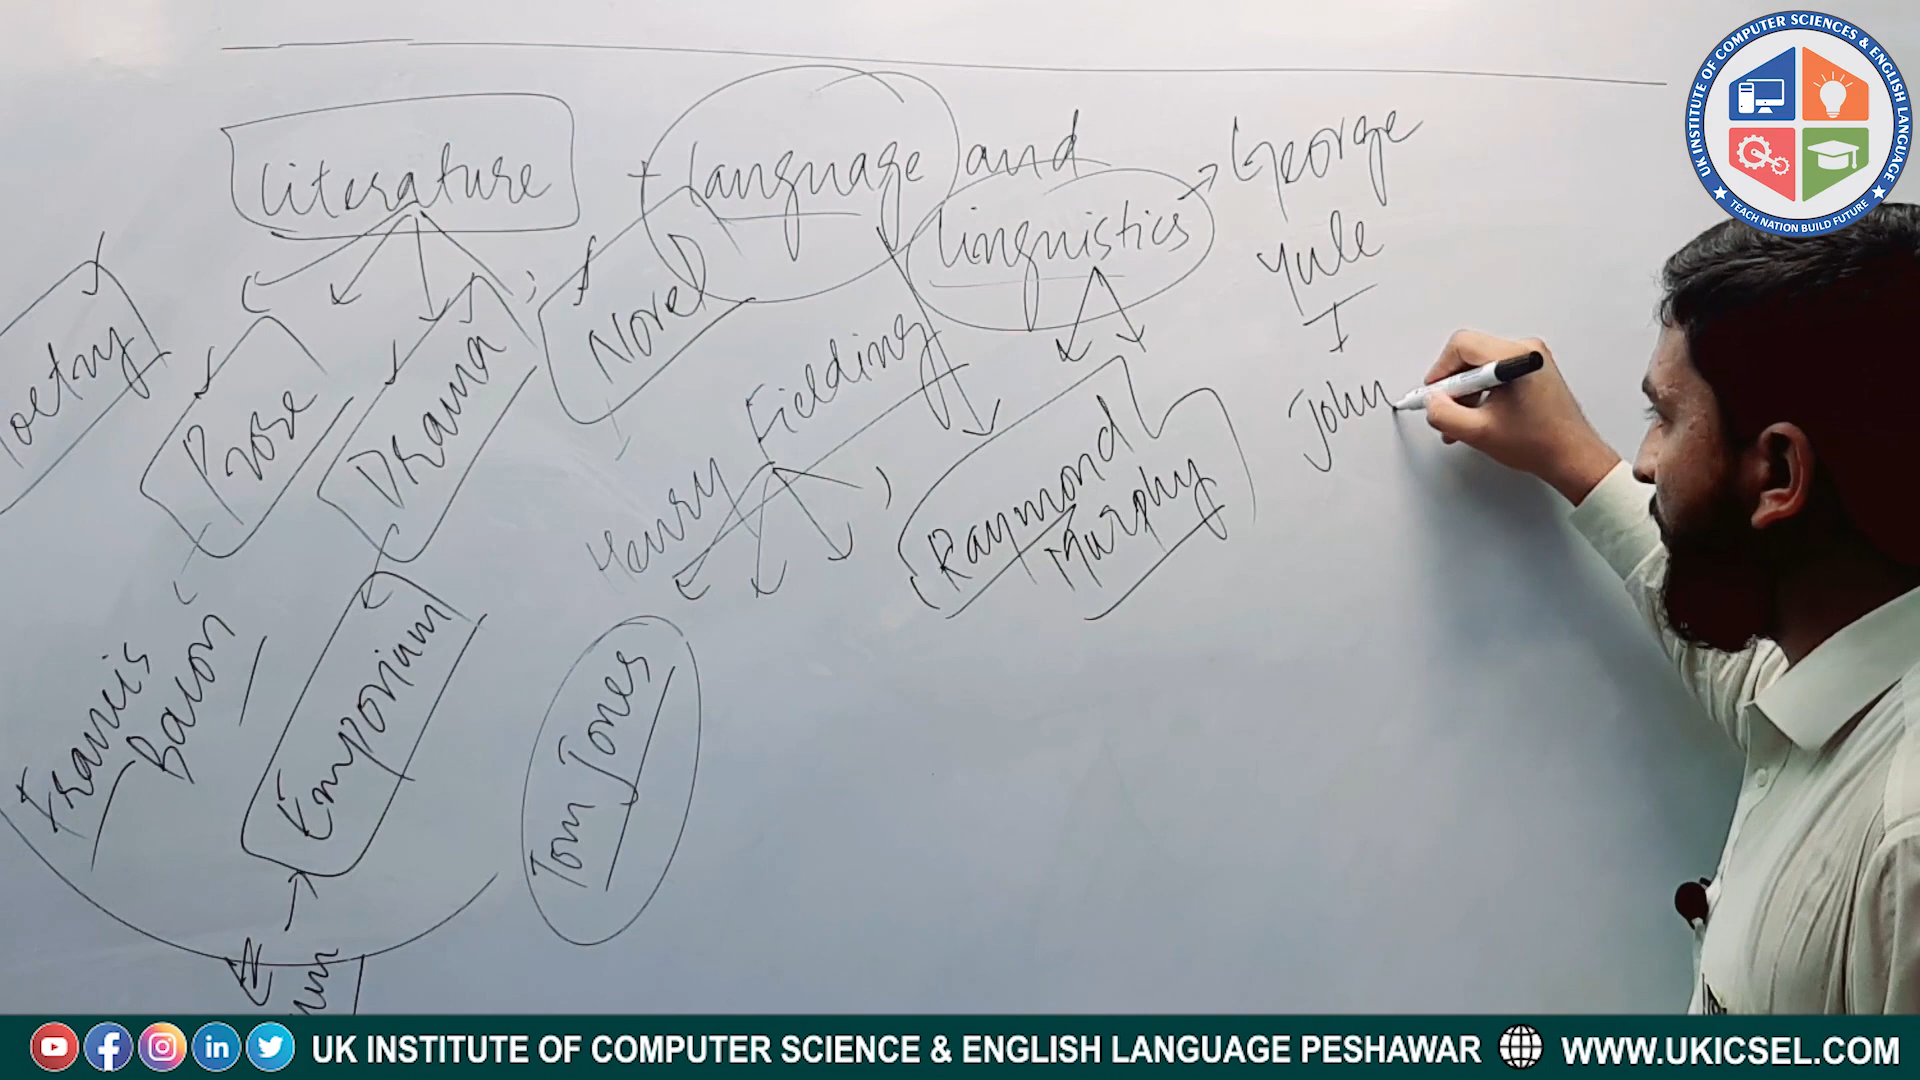 UK INSTITUTE OF COMPUTER SCIENCES & ENGLISH LANGUAGE
TEACH NATION BUILD FUTURE
Literature + Language and
Linguistics
George
Yule
I
John
Poetry
Prose
Drama
Novel
Henry Fielding
Raymond
Murphy
Francis
Bacon
Emporium
Tom Jones
UK INSTITUTE OF COMPUTER SCIENCE & ENGLISH LANGUAGE PESHAWAR WWW.UKICSEL.COM